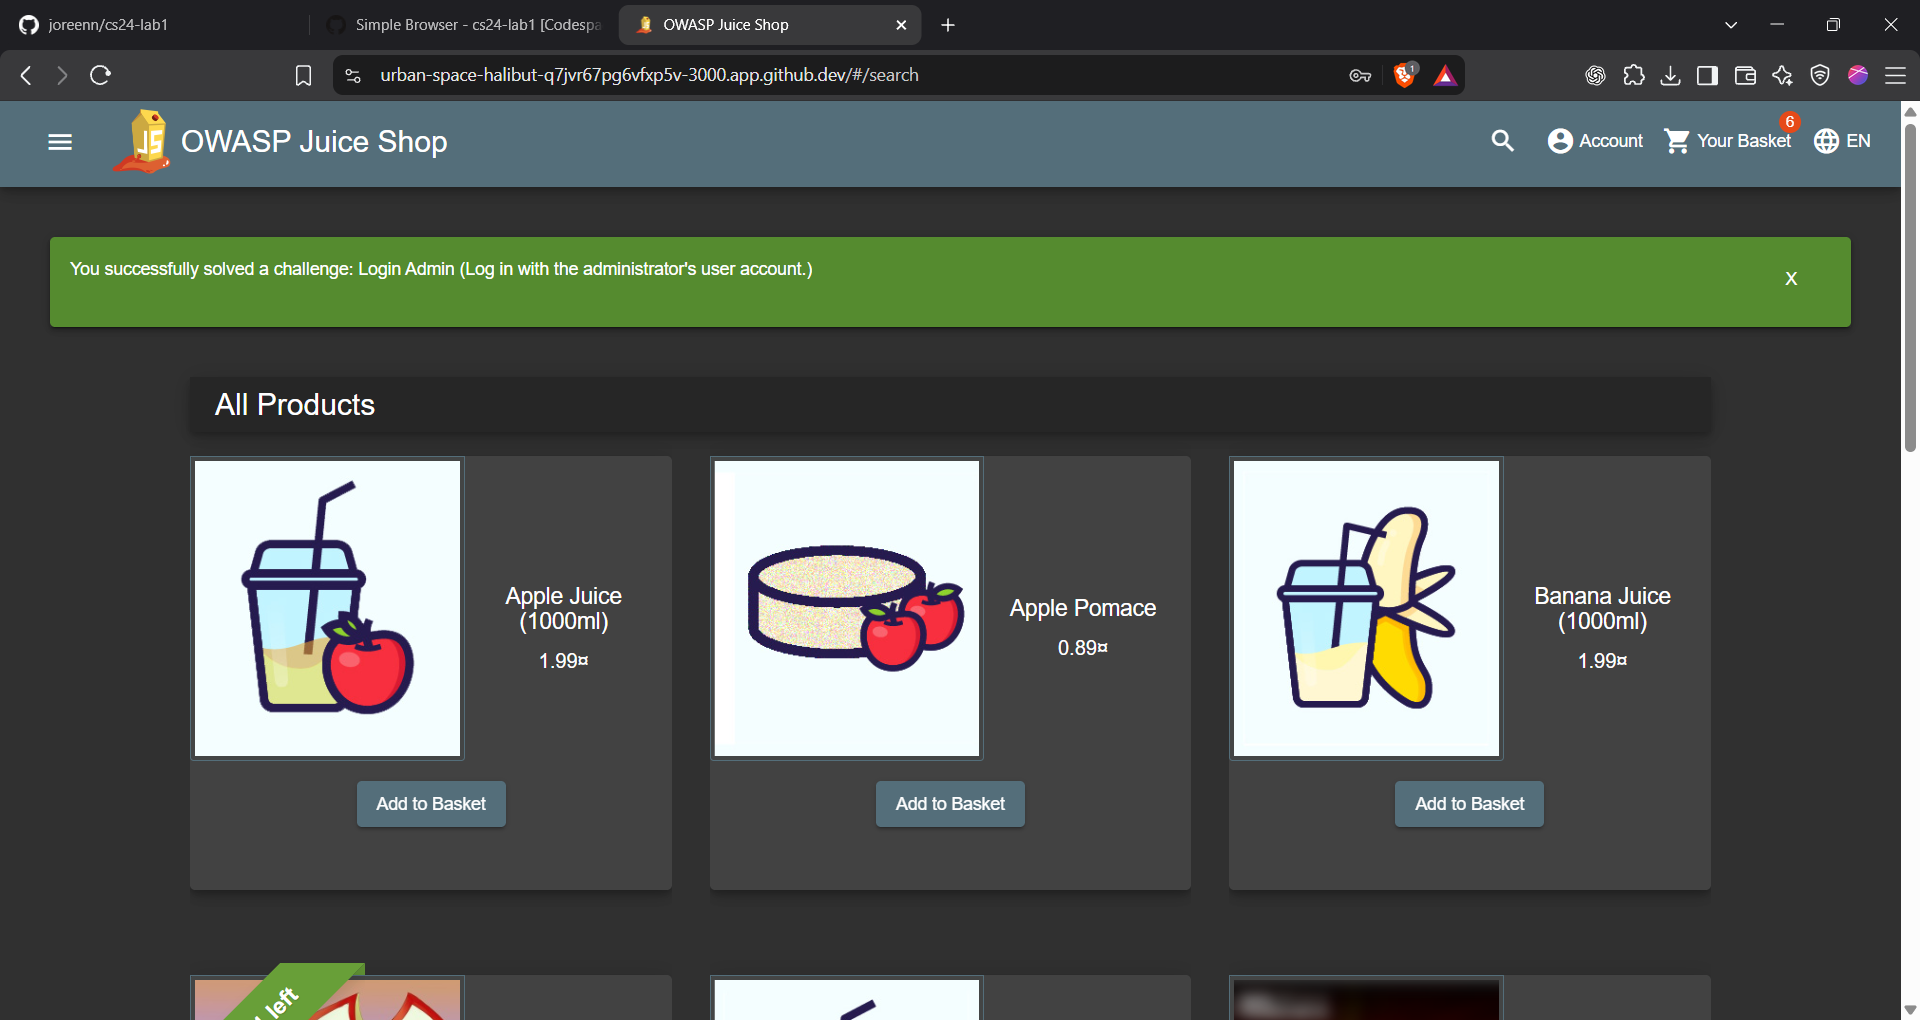 joreenn/cs24-lab1
Simple Browser - cs24-lab1 [Codespa
OWASP Juice Shop
urban-space-halibut-q7jvr67pg6vfxp5v-3000.app.github.dev/#/search
1
JS
OWASP Juice Shop
Account
Your Basket
6
EN
You successfully solved a challenge: Login Admin (Log in with the administrator's user account.)
X
All Products
Apple Juice
(1000ml)
1.99¤
Add to Basket
Apple Pomace
0.89¤
Add to Basket
Banana Juice
(1000ml)
1.99¤
Add to Basket
left